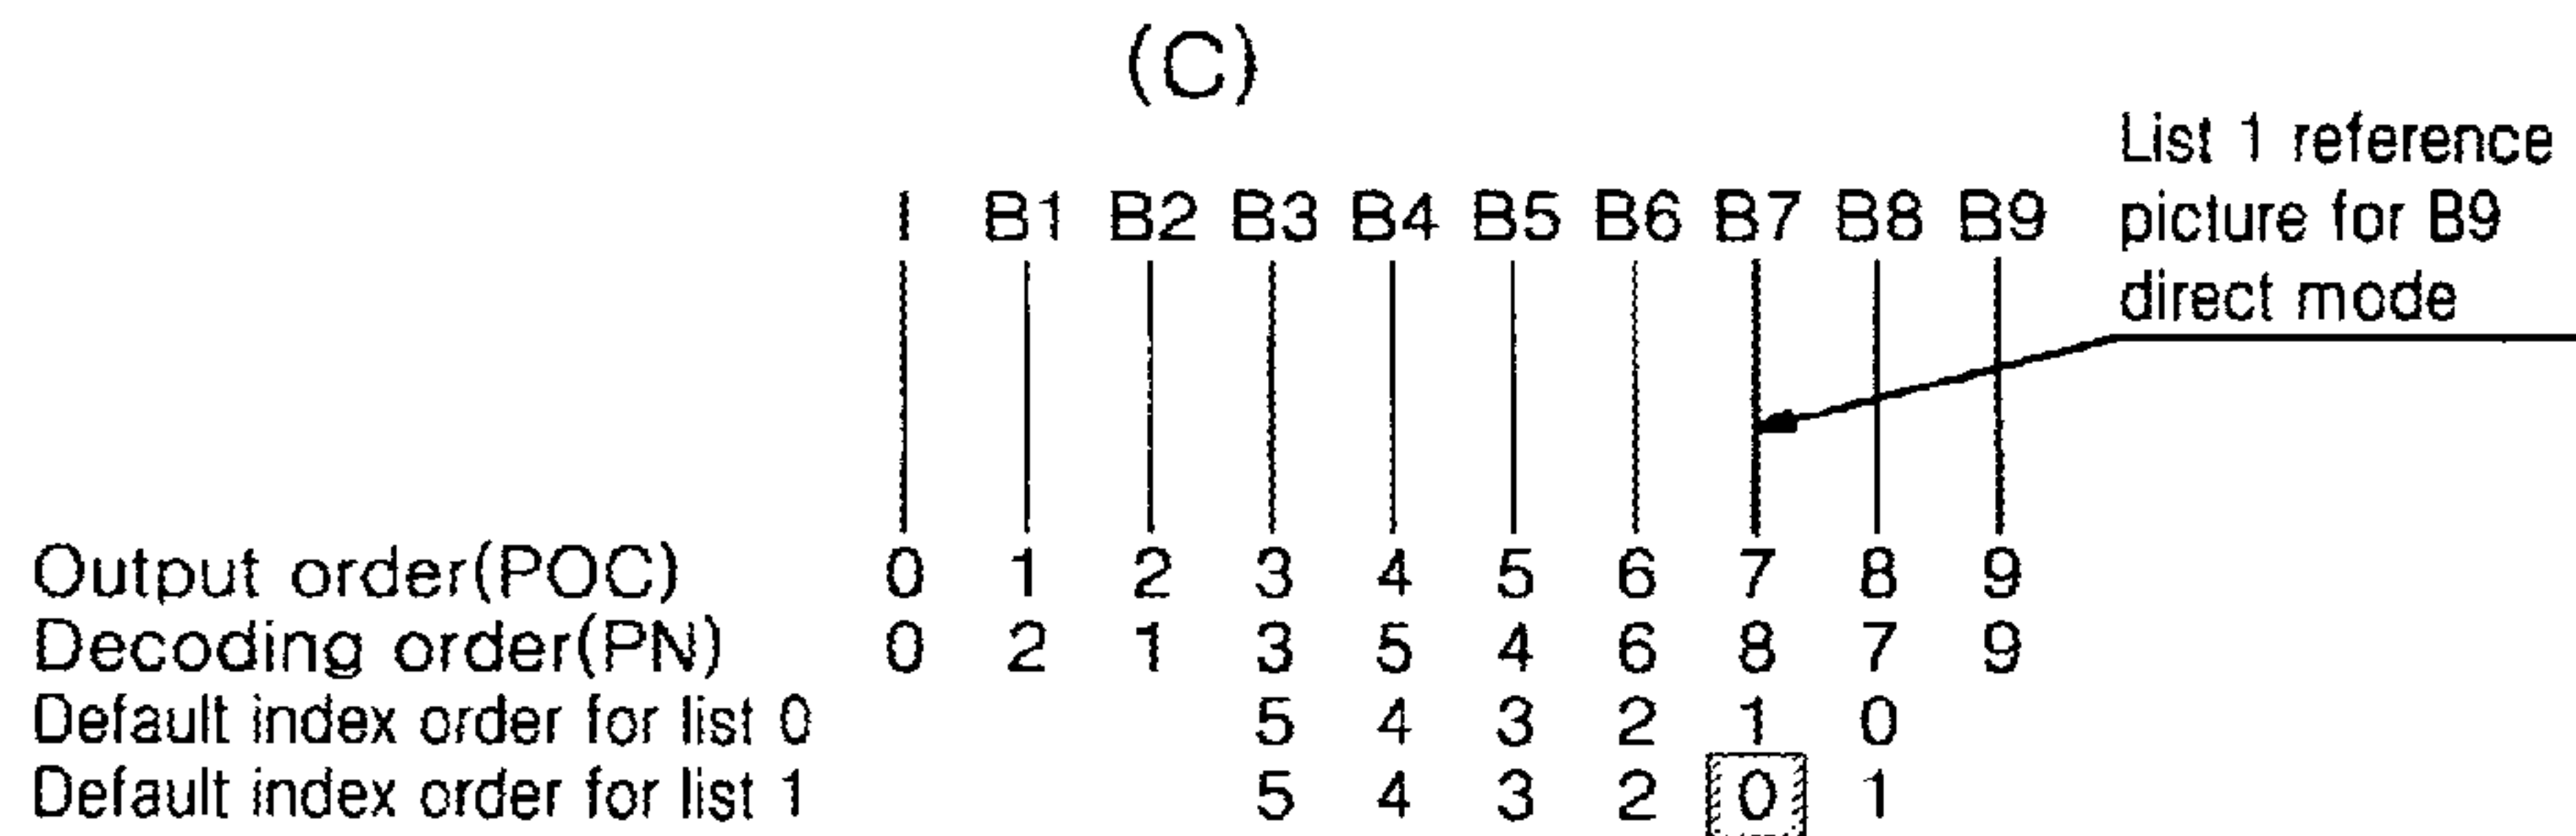 (C)
List 1 reference
picture for B9
direct mode
I B1 B2 B3 B4 B5 B6 B7 B8 B9
Output order(POC) 0 1 2 3 4 5 6 7 8 9
Decoding order(PN) 0 2 1 3 5 4 6 8 7 9
Default index order for list 0 5 4 3 2 1 0
Default index order for list 1 5 4 3 2 0 1